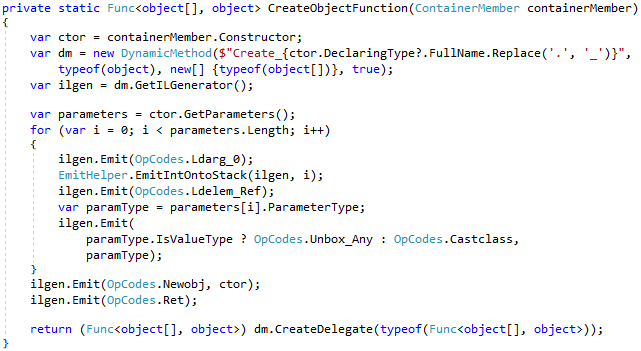 private static Func<object[], object> CreateObjectFunction(ContainerMember containerMember)
{
    var ctor = containerMember.Constructor;
    var dm = new DynamicMethod($"Create_{ctor.DeclaringType?.FullName.Replace('.', '_')}",
        typeof(object), new[] {typeof(object[])}, true);
    var ilgen = dm.GetILGenerator();

    var parameters = ctor.GetParameters();
    for (var i = 0; i < parameters.Length; i++)
    {
        ilgen.Emit(OpCodes.Ldarg_0);
        EmitHelper.EmitIntOntoStack(ilgen, i);
        ilgen.Emit(OpCodes.Ldelem_Ref);
        var paramType = parameters[i].ParameterType;
        ilgen.Emit(
            paramType.IsValueType ? OpCodes.Unbox_Any : OpCodes.Castclass,
            paramType);
    }
    ilgen.Emit(OpCodes.Newobj, ctor);
    ilgen.Emit(OpCodes.Ret);

    return (Func<object[], object>) dm.CreateDelegate(typeof(Func<object[], object>));
}